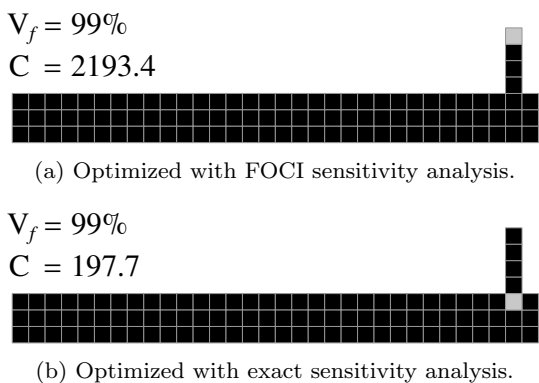 V_f = 99%
C = 2193.4
(a) Optimized with FOCI sensitivity analysis.
V_f = 99%
C = 197.7
(b) Optimized with exact sensitivity analysis.